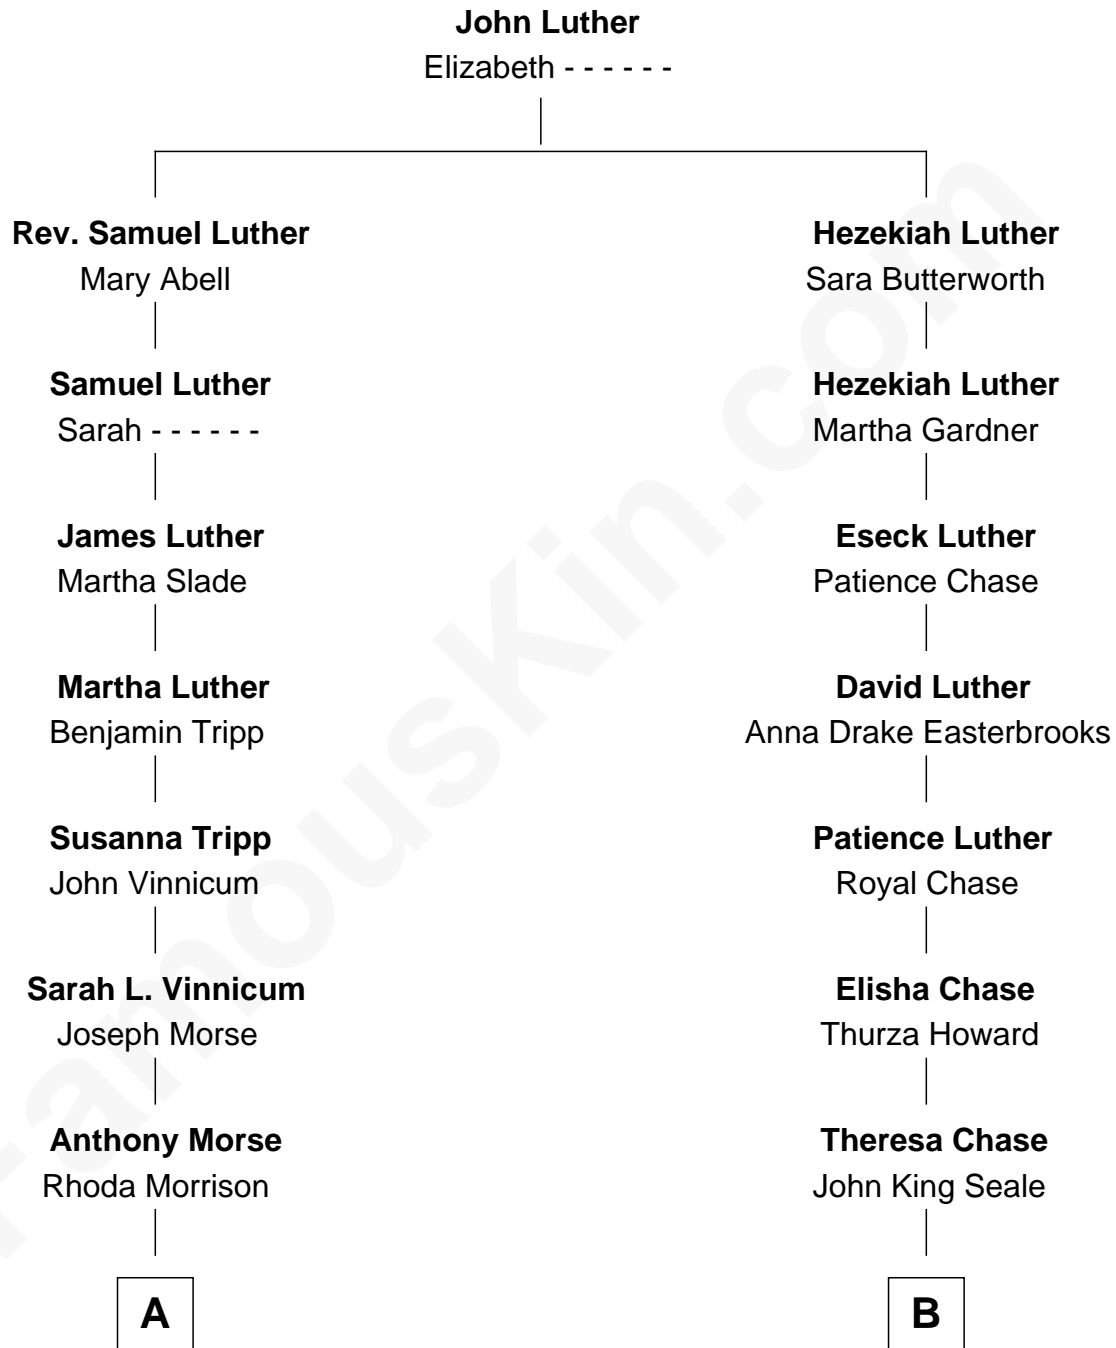 John Luther
Elizabeth - - - - - -
Rev. Samuel Luther
Mary Abell
Hezekiah Luther
Sara Butterworth
Samuel Luther
Sarah - - - - - -
Hezekiah Luther
Martha Gardner
James Luther
Martha Slade
Eseck Luther
Patience Chase
Martha Luther
Benjamin Tripp
David Luther
Anna Drake Easterbrooks
Susanna Tripp
John Vinnicum
Patience Luther
Royal Chase
Sarah L. Vinnicum
Joseph Morse
Elisha Chase
Thurza Howard
Anthony Morse
Rhoda Morrison
Theresa Chase
John King Seale
A
B
FamousKin.com